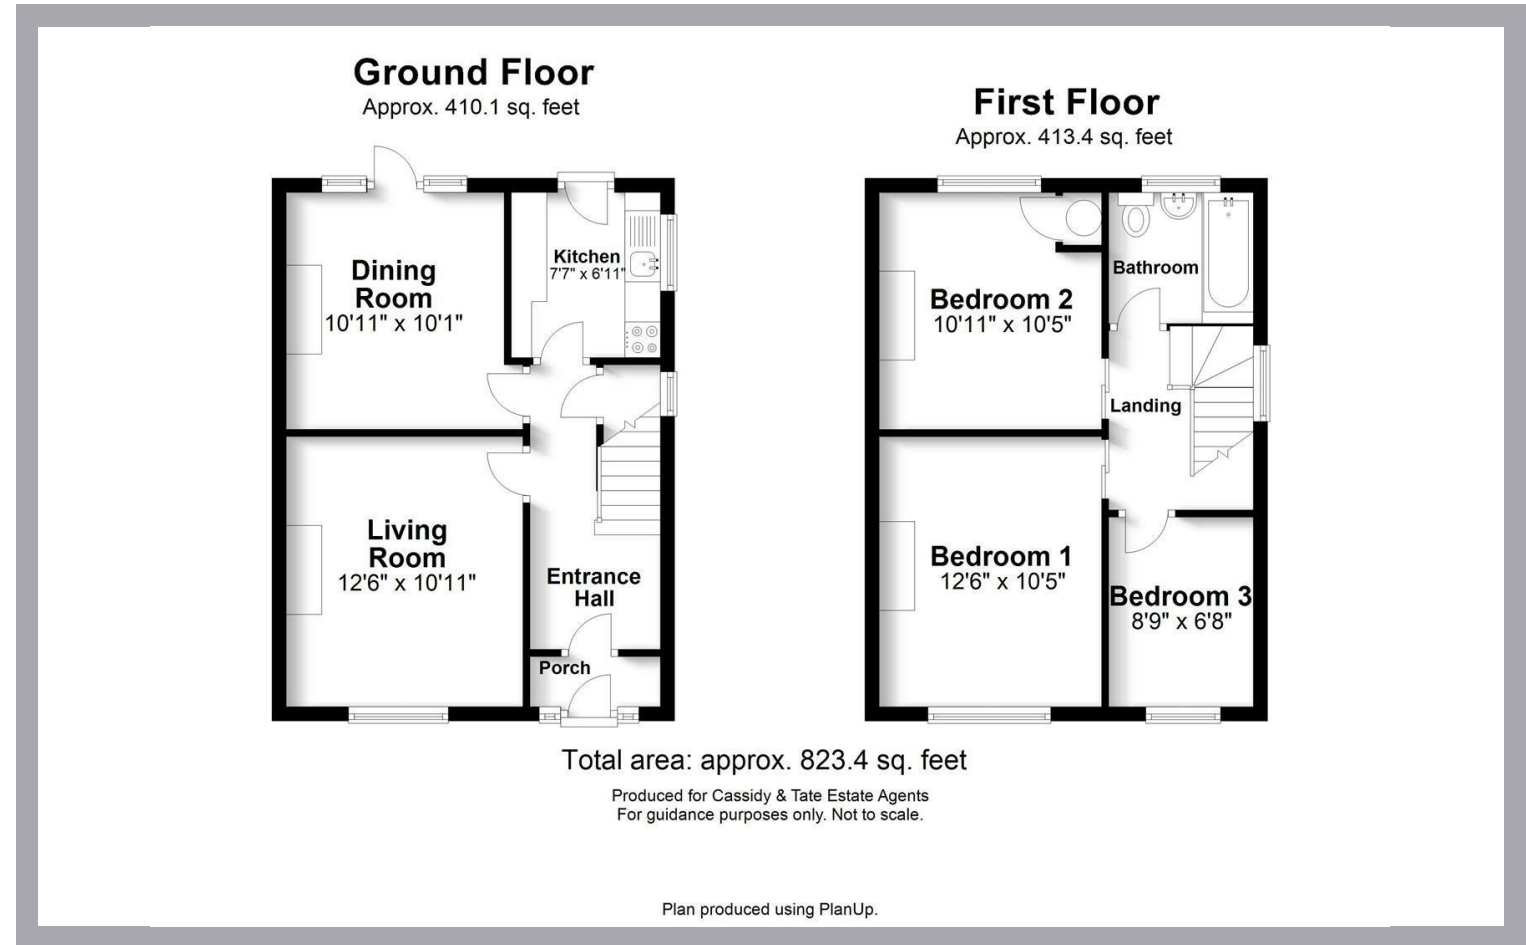 Ground Floor
Approx. 410.1 sq. feet
Dining
Room
10'11" x 10'1"
Kitchen
7'7" x 6'11"
Living
Room
12'6" x 10'11"
Entrance
Hall
Porch
First Floor
Approx. 413.4 sq. feet
Bedroom 2
10'11" x 10'5"
Bathroom
Landing
Bedroom 1
12'6" x 10'5"
Bedroom 3
8'9" x 6'8"
Total area: approx. 823.4 sq. feet
Produced for Cassidy & Tate Estate Agents
For guidance purposes only. Not to scale.
Plan produced using PlanUp.